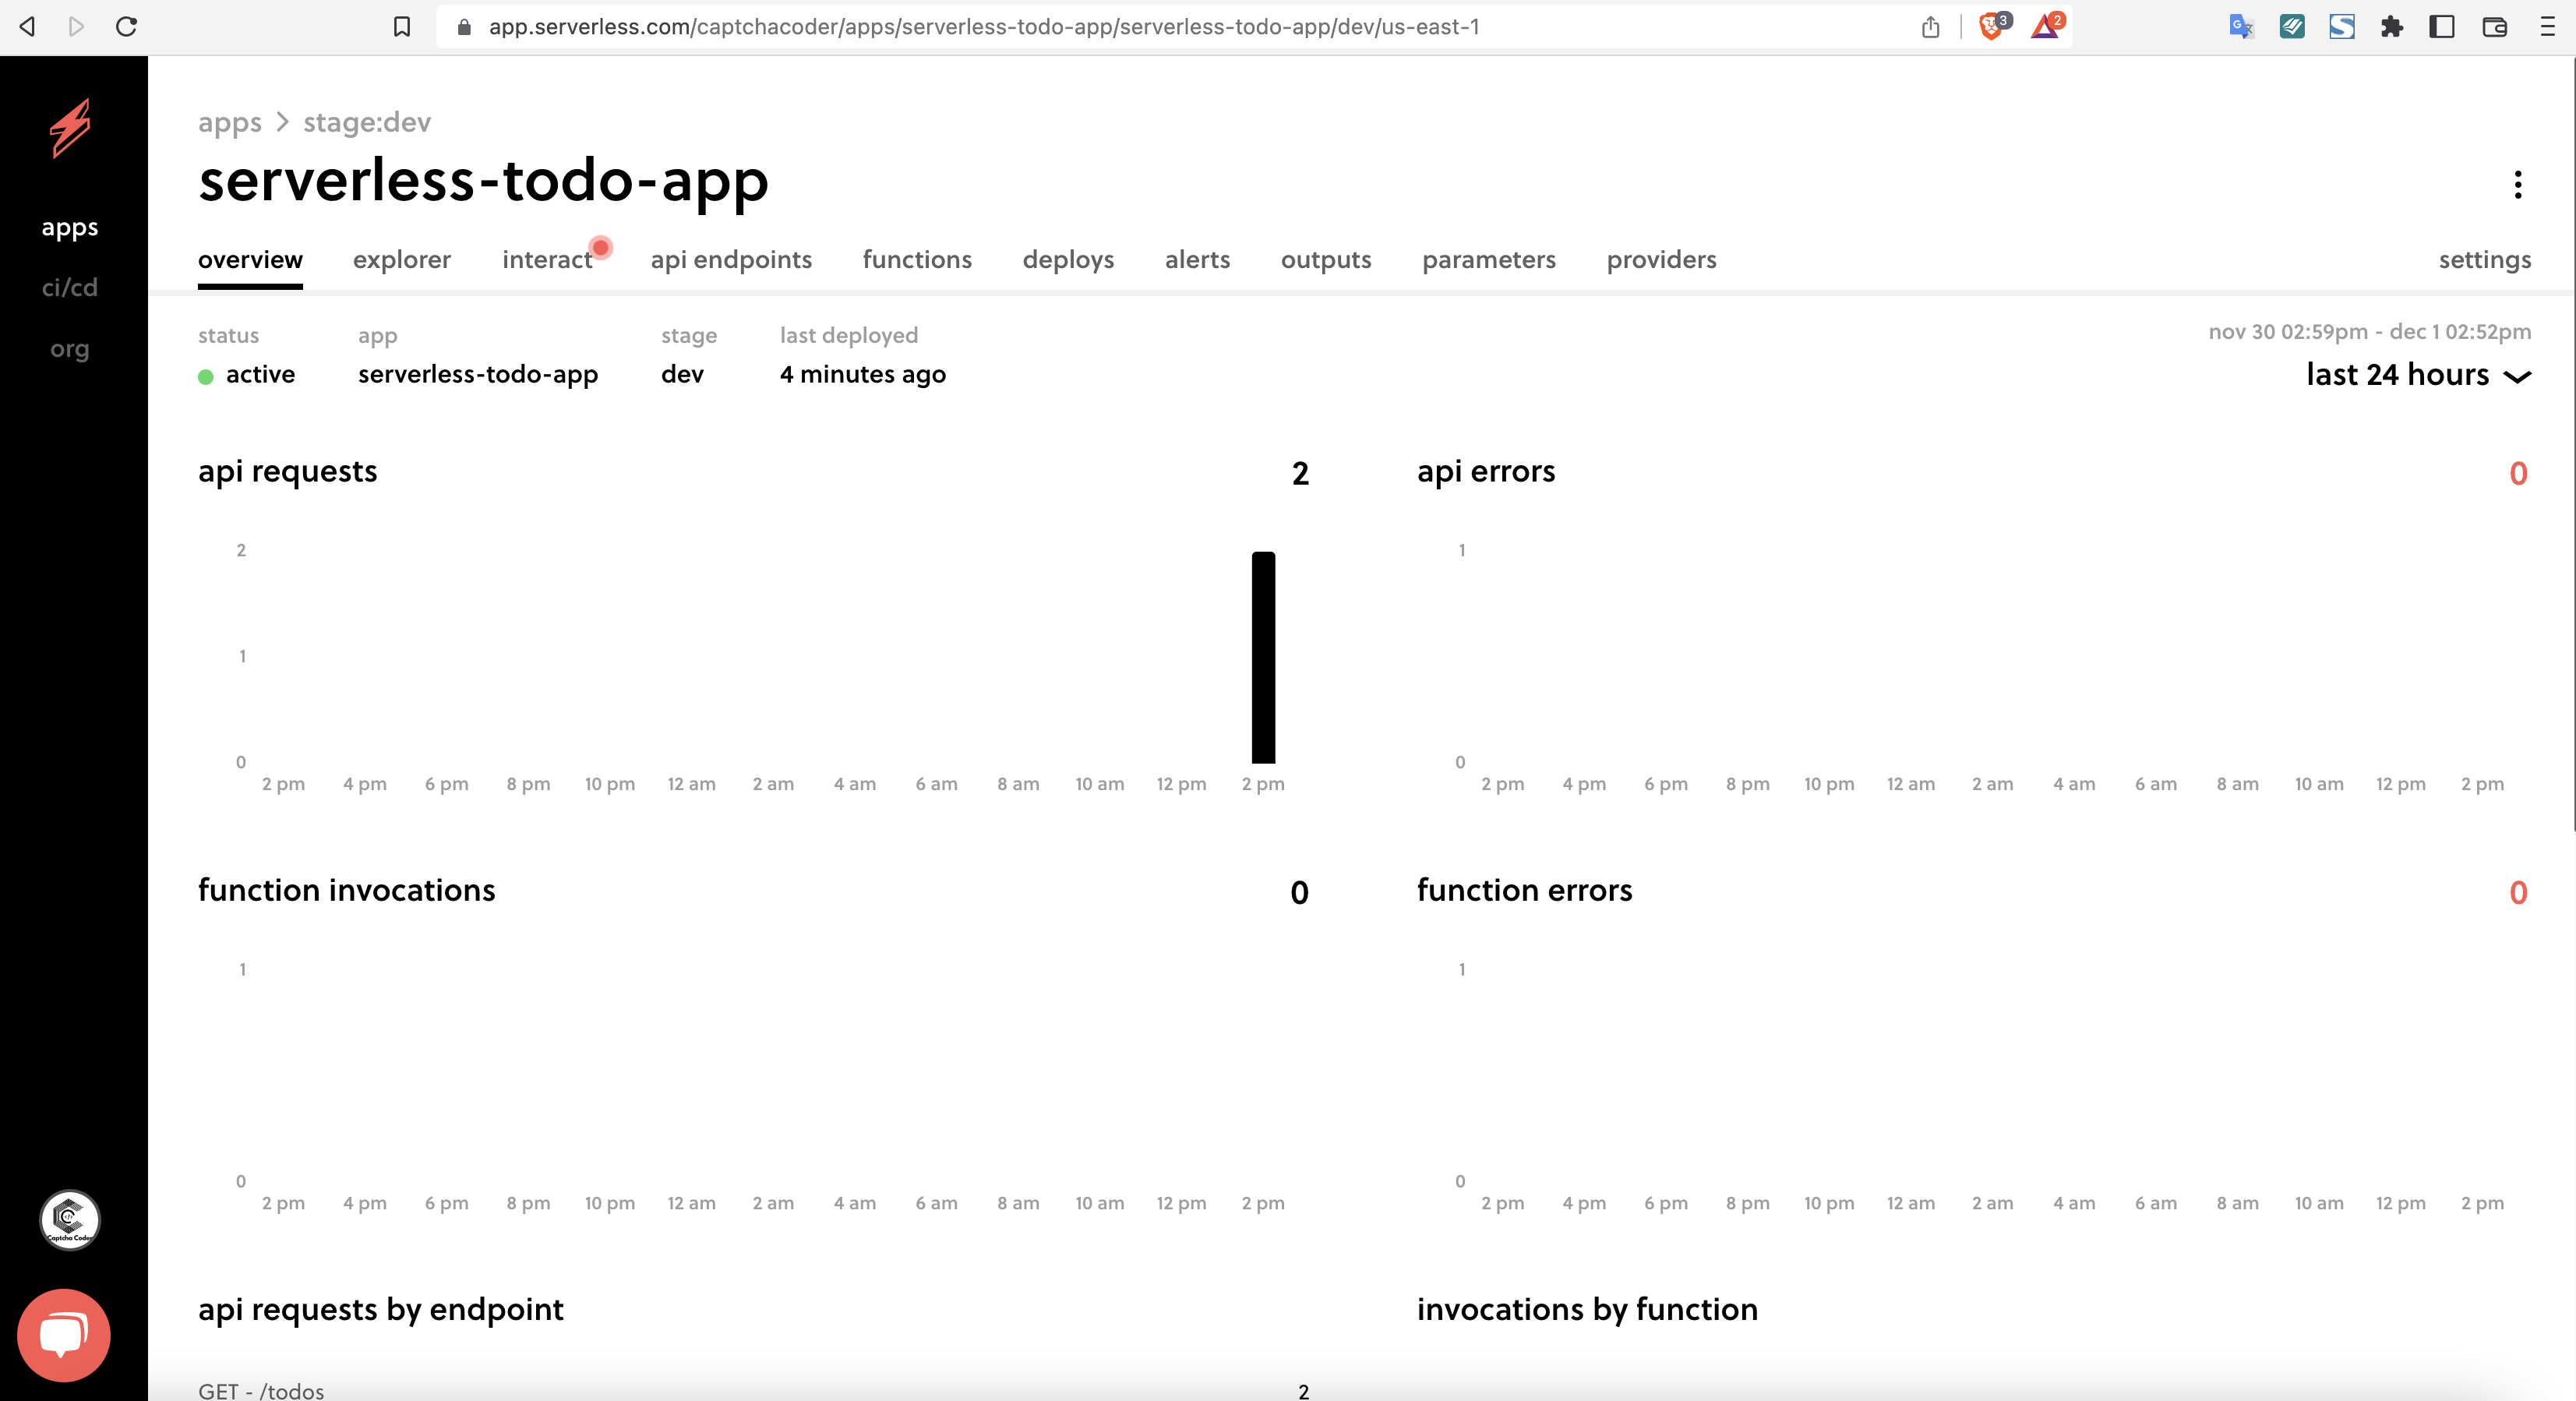 app.serverless.com/captchacoder/apps/serverless-todo-app/serverless-todo-app/dev/us-east-1
3
2
apps
ci/cd
org
Captcha Coder
apps > stage:dev
serverless-todo-app
overview explorer interact api endpoints functions deploys alerts outputs parameters providers settings
status app stage last deployed
active serverless-todo-app dev 4 minutes ago
nov 30 02:59pm - dec 1 02:52pm
last 24 hours
api requests 2
2
1
0
2 pm 4 pm 6 pm 8 pm 10 pm 12 am 2 am 4 am 6 am 8 am 10 am 12 pm 2 pm
api errors 0
1
0
2 pm 4 pm 6 pm 8 pm 10 pm 12 am 2 am 4 am 6 am 8 am 10 am 12 pm 2 pm
function invocations 0
1
0
2 pm 4 pm 6 pm 8 pm 10 pm 12 am 2 am 4 am 6 am 8 am 10 am 12 pm 2 pm
function errors 0
1
0
2 pm 4 pm 6 pm 8 pm 10 pm 12 am 2 am 4 am 6 am 8 am 10 am 12 pm 2 pm
api requests by endpoint
GET - /todos 2
invocations by function